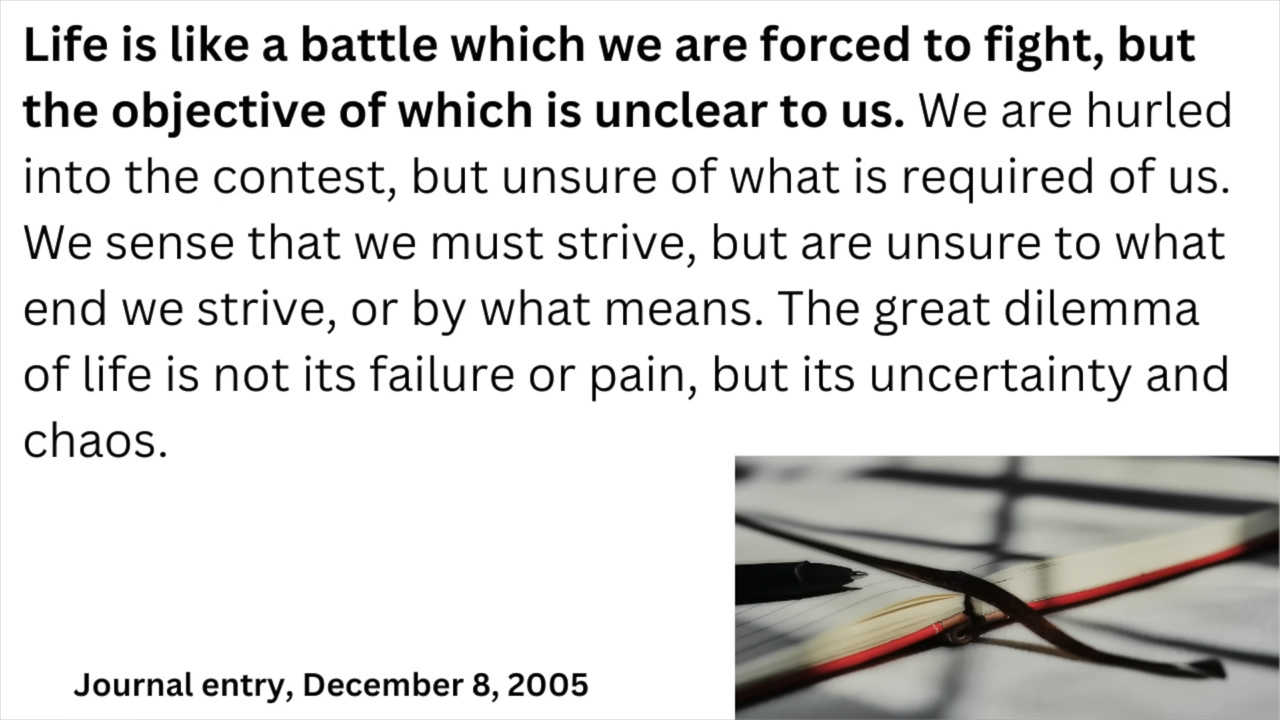 Life is like a battle which we are forced to fight, but
the objective of which is unclear to us. We are hurled
into the contest, but unsure of what is required of us.
We sense that we must strive, but are unsure to what
end we strive, or by what means. The great dilemma
of life is not its failure or pain, but its uncertainty and
chaos.
Journal entry, December 8, 2005